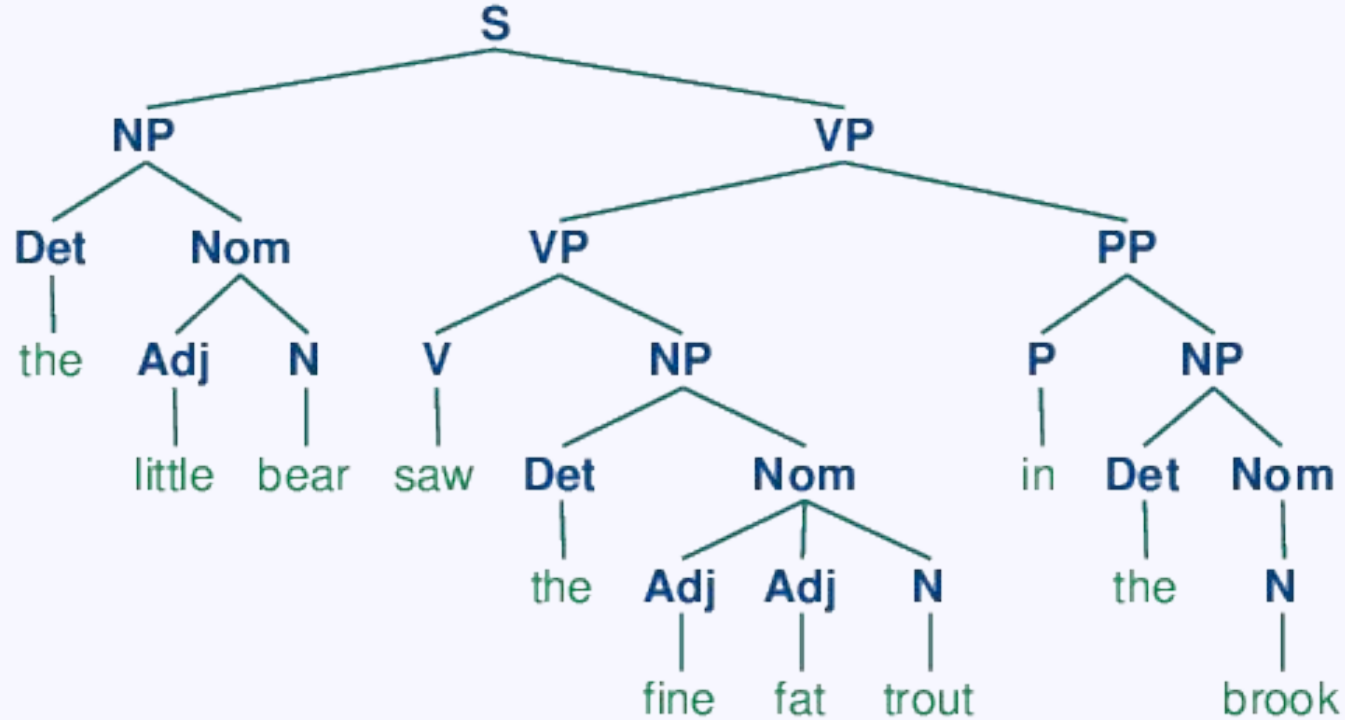 S
NP VP
Det Nom VP PP
the Adj N V NP P NP
little bear saw Det Nom in Det Nom
the Adj Adj N the N
fine fat trout brook